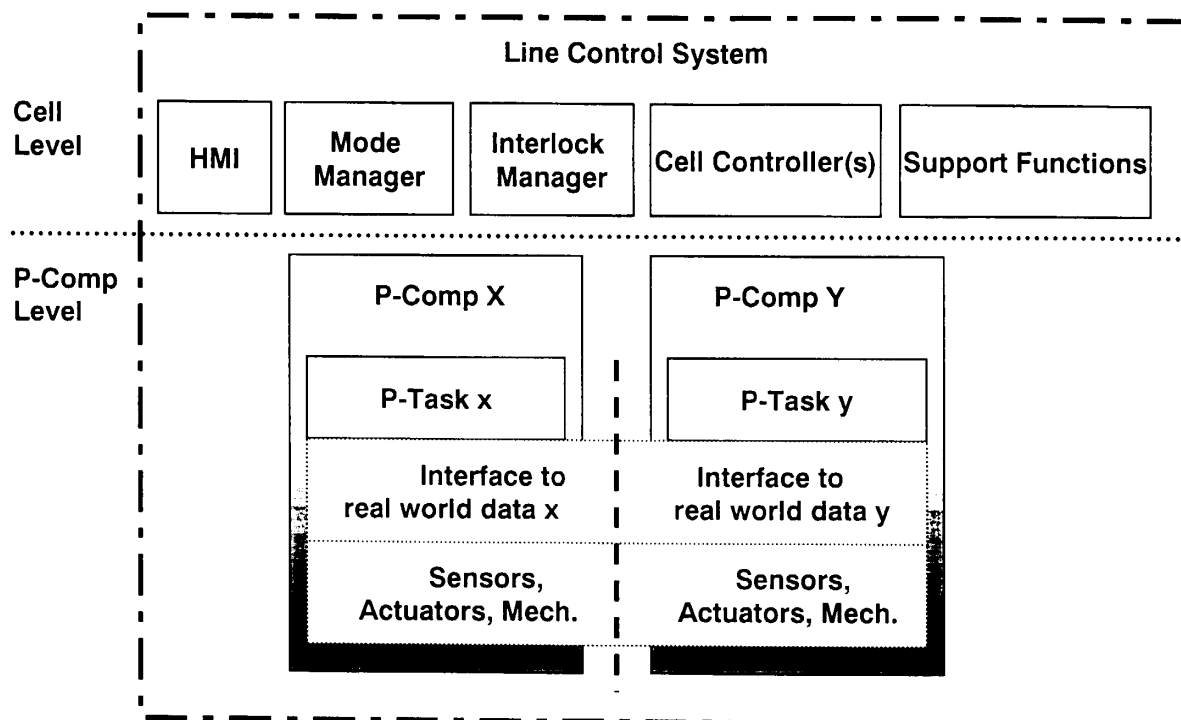 Line Control System
Cell
Level
HMI
Mode
Manager
Interlock
Manager
Cell Controller(s)
Support Functions
P-Comp
Level
P-Comp X
P-Task x
Interface to
real world data x
Sensors,
Actuators, Mech.
P-Comp Y
P-Task y
Interface to
real world data y
Sensors,
Actuators, Mech.